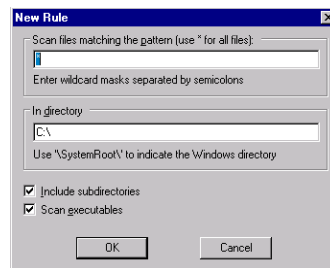 New Rule
Scan files matching the pattern (use * for all files):
*
Enter wildcard masks separated by semicolons
In directory
C:\
Use '\SystemRoot\' to indicate the Windows directory
Include subdirectories
Scan executables
OK
Cancel